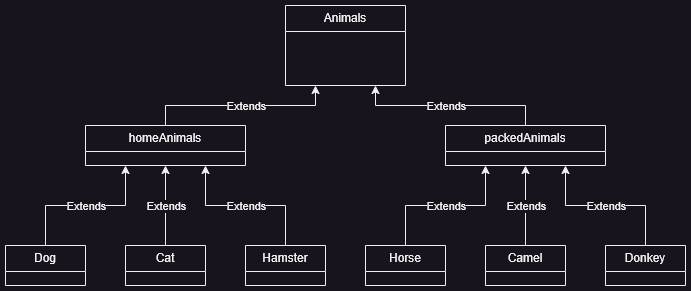 Animals
Extends
Extends
homeAnimals
packedAnimals
Extends
Extends
Extends
Extends
Extends
Extends
Dog
Cat
Hamster
Horse
Camel
Donkey